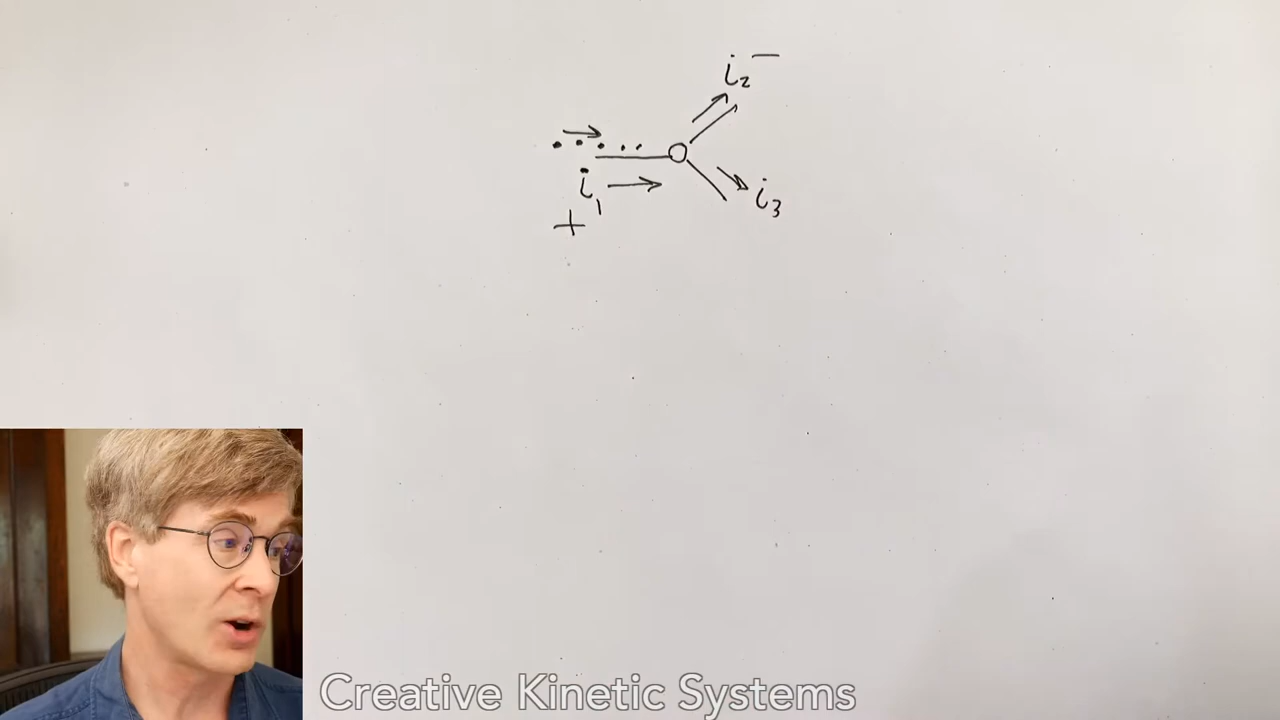 i₂ −
i₁
i₃
+
Creative Kinetic Systems